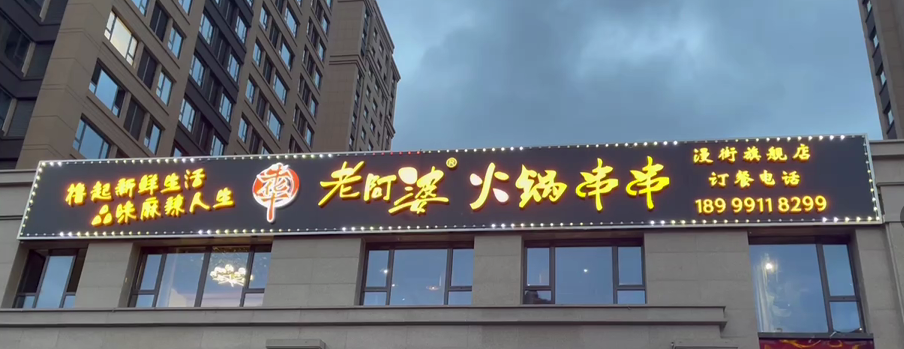 撸起新鲜生活
品味麻辣人生
老阿婆® 火锅串串
漫街旗舰店
订餐电话
189 9911 8299